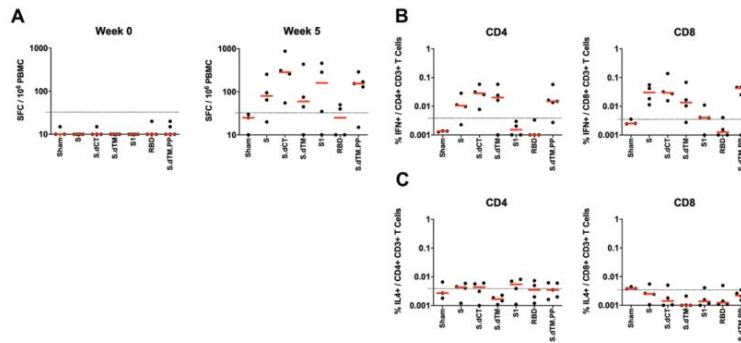 A
Week 0
SFC / 10⁶ PBMC
1000
100
10
Sham
S
S.dCT
S.dTM
S1
RBD
S.dTM.PP
Week 5
SFC / 10⁶ PBMC
1000
100
10
Sham
S
S.dCT
S.dTM
S1
RBD
S.dTM.PP
B
CD4
% IFN+ / CD4+ CD3+ T Cells
1
0.1
0.01
0.001
Sham
S
S.dCT
S.dTM
S1
RBD
S.dTM.PP
CD8
% IFN+ / CD8+ CD3+ T Cells
1
0.1
0.01
0.001
Sham
S
S.dCT
S.dTM
S1
RBD
S.dTM.PP
C
CD4
% IL4+ / CD4+ CD3+ T Cells
1
0.1
0.01
0.001
Sham
S
S.dCT
S.dTM
S1
RBD
S.dTM.PP
CD8
% IL4+ / CD8+ CD3+ T Cells
1
0.1
0.01
0.001
Sham
S
S.dCT
S.dTM
S1
RBD
S.dTM.PP